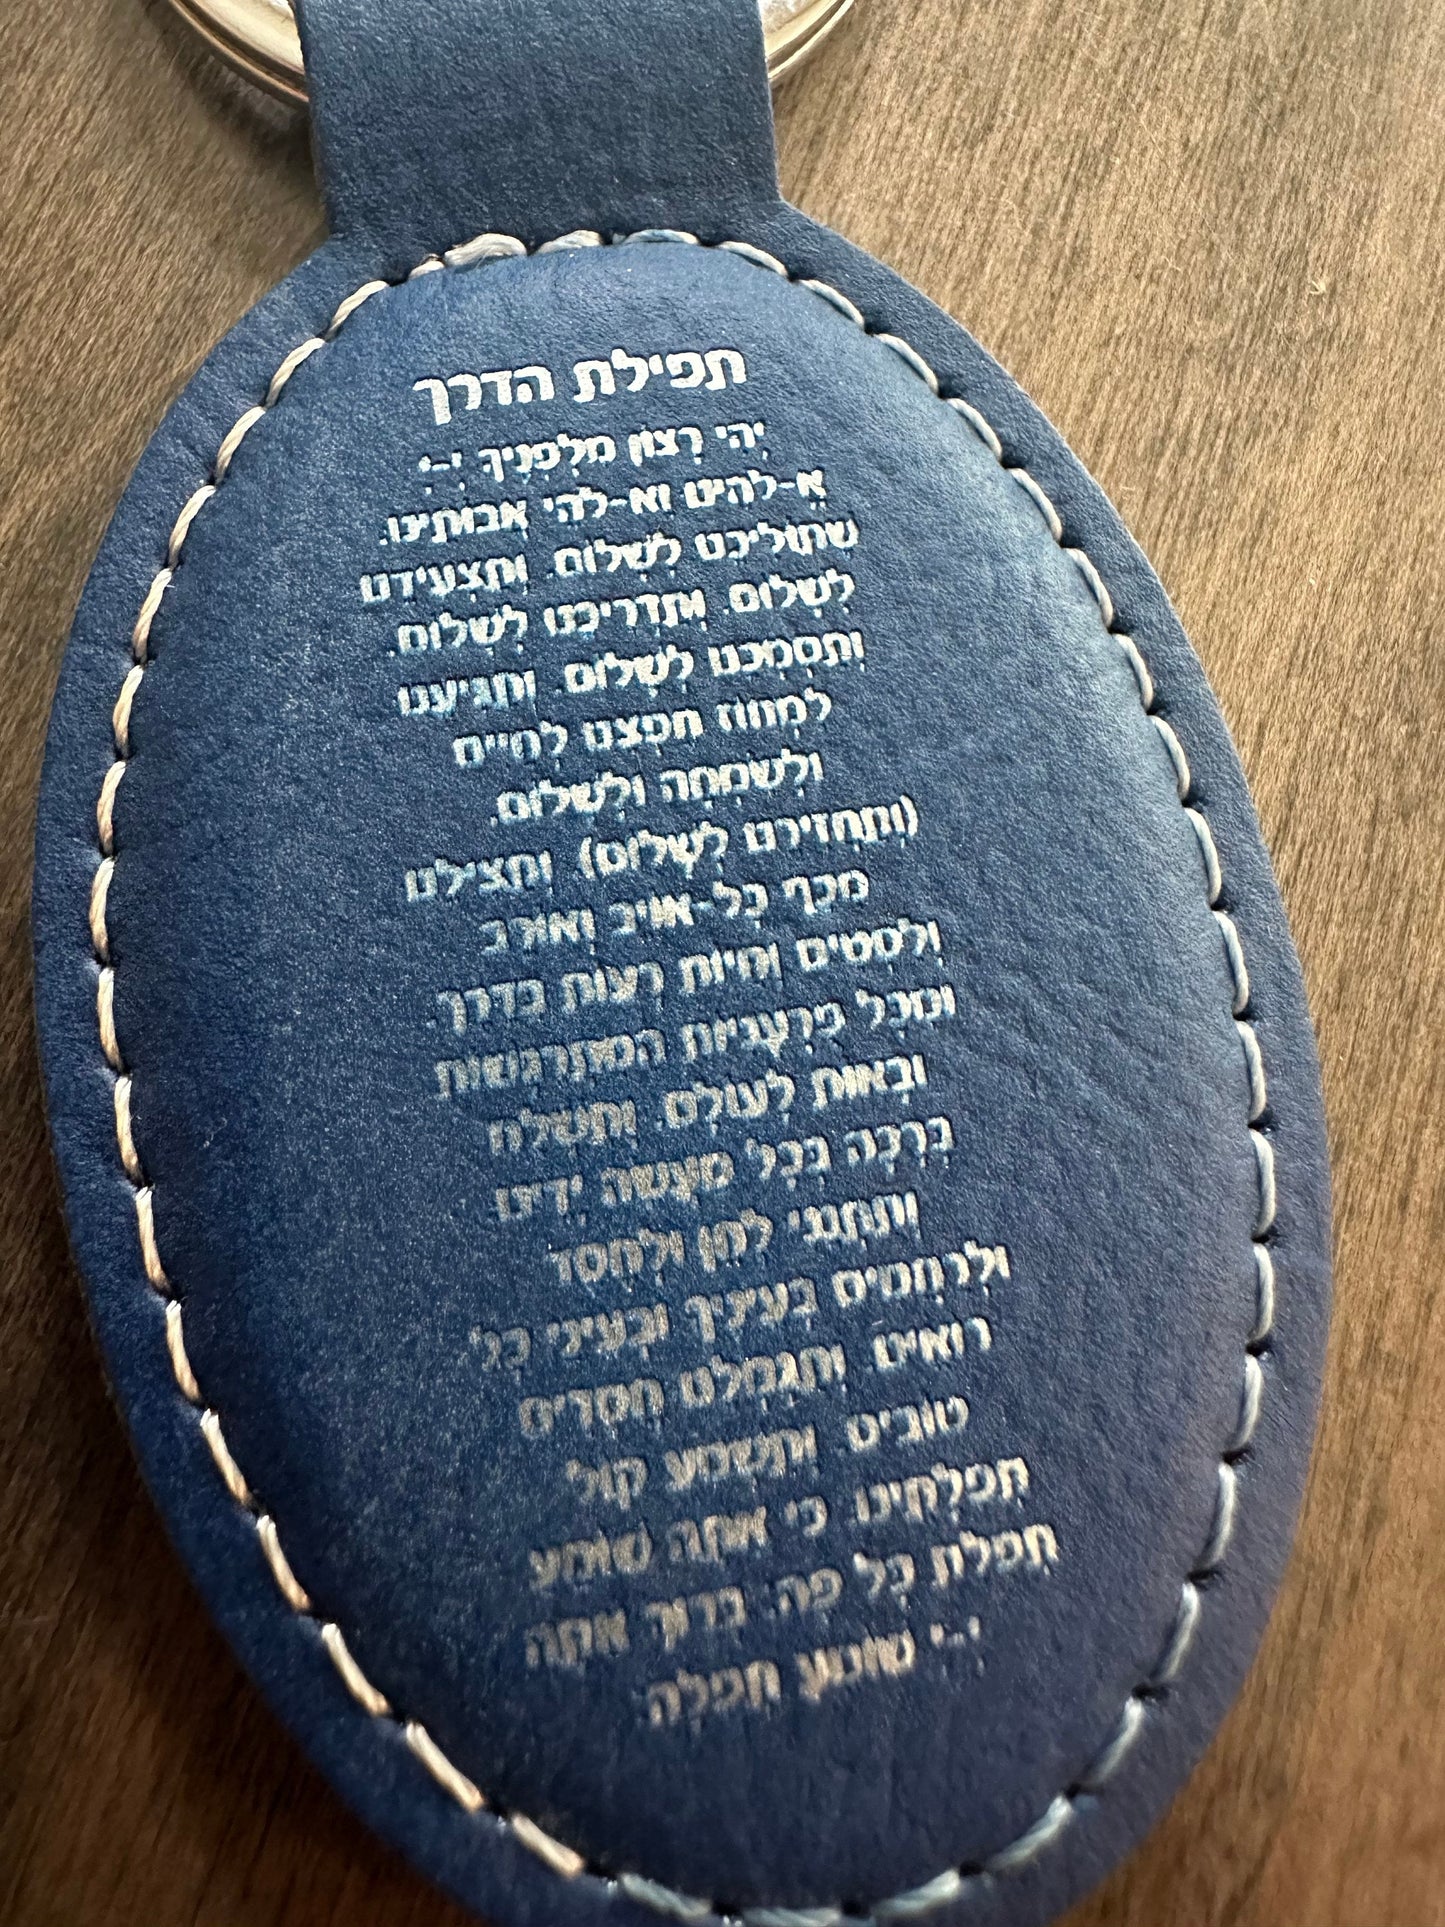 תפילת הדרך
יְהִי רָצוֹן מִלְּפָנֶיךָ יְ-יָ
אֱ-לֹהֵינוּ וֵא-לֹהֵי אֲבוֹתֵינוּ.
שֶׁתּוֹלִיכֵנוּ לְשָׁלוֹם. וְתַצְעִידֵנוּ
לְשָׁלוֹם. וְתַדְרִיכֵנוּ לְשָׁלוֹם.
וְתִסְמְכֵנוּ לְשָׁלוֹם. וְתַגִּיעֵנוּ
לִמְחוֹז חֶפְצֵנוּ לְחַיִּים
וּלְשִׂמְחָה וּלְשָׁלוֹם.
(וְתַחֲזִירֵנוּ לְשָׁלוֹם). וְתַצִּילֵנוּ
מִכַּף כָּל-אוֹיֵב וְאוֹרֵב
וְלִסְטִים וְחַיּוֹת רָעוֹת בַּדֶּרֶךְ.
וּמִכָּל פֻּרְעָנֻיּוֹת הַמִּתְרַגְּשׁוֹת
וּבָאוֹת לְעוֹלָם. וְתִשְׁלַח
בְּרָכָה בְּכָל מַעֲשֵׂה יָדֵינוּ
וְתִתְּנֵנִי לְחֵן וּלְחֶסֶד
וּלְרַחֲמִים בְּעֵינֶיךָ וּבְעֵינֵי כָל
רוֹאֵינוּ. וְתִגְמְלֵנוּ חֲסָדִים
טוֹבִים. וְתִשְׁמַע קוֹל
תְּפִלָּתֵינוּ. כִּי אַתָּה שׁוֹמֵעַ
תְּפִלַּת כָּל פֶּה: בָּרוּךְ אַתָּה
יְ-יָ שׁוֹמֵעַ תְּפִלָּה: